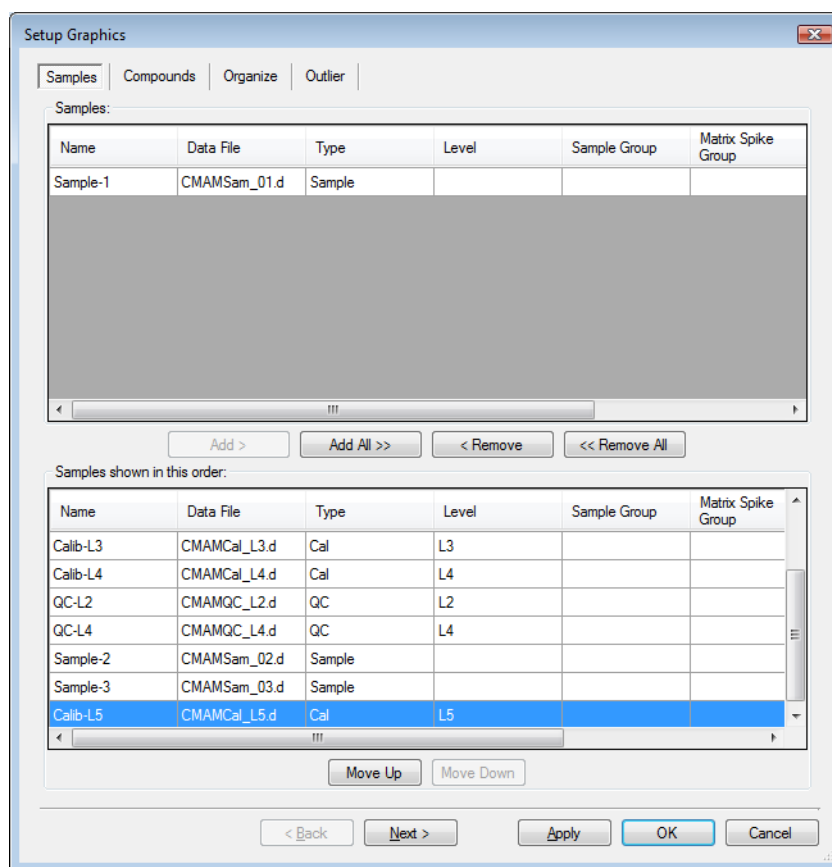 Setup Graphics
Samples Compounds Organize Outlier
Samples:
Name Data File Type Level Sample Group Matrix Spike Group
Sample-1 CMAMSam_01.d Sample
Add > Add All >> < Remove << Remove All
Samples shown in this order:
Name Data File Type Level Sample Group Matrix Spike Group
Calib-L3 CMAMCal_L3.d Cal L3
Calib-L4 CMAMCal_L4.d Cal L4
QC-L2 CMAMQC_L2.d QC L2
QC-L4 CMAMQC_L4.d QC L4
Sample-2 CMAMSam_02.d Sample
Sample-3 CMAMSam_03.d Sample
Calib-L5 CMAMCal_L5.d Cal L5
Move Up Move Down
< Back Next > Apply OK Cancel